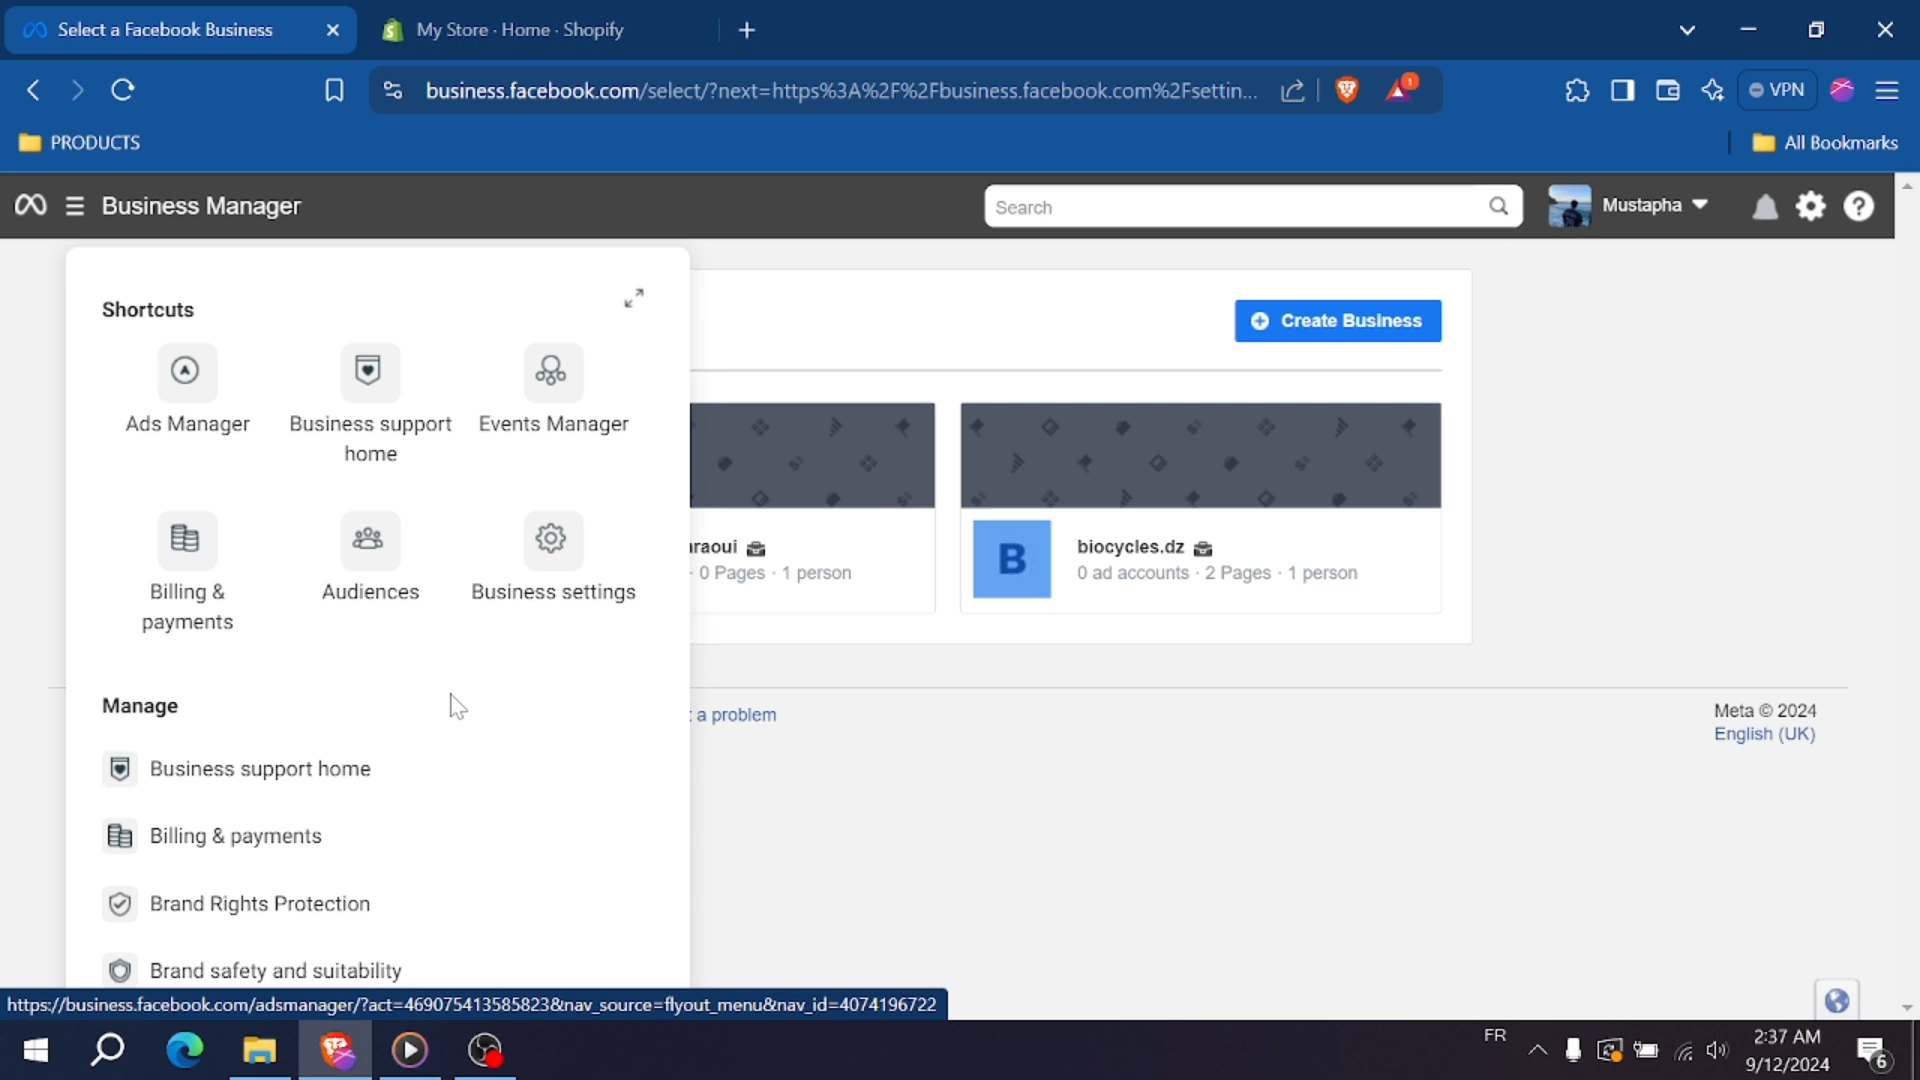 Select a Facebook Business
My Store · Home · Shopify
business.facebook.com/select/?next=https%3A%2F%2Fbusiness.facebook.com%2Fsettin...
1
VPN
PRODUCTS
All Bookmarks
Business Manager
Search
Mustapha
Shortcuts
Create Business
Ads Manager
Business support
home
Events Manager
raoui
· 0 Pages · 1 person
B
biocycles.dz
0 ad accounts · 2 Pages · 1 person
Billing &
payments
Audiences
Business settings
Manage
a problem
Meta © 2024
English (UK)
Business support home
Billing & payments
Brand Rights Protection
Brand safety and suitability
https://business.facebook.com/adsmanager/?act=469075413585823&nav_source=flyout_menu&nav_id=4074196722
FR
2:37 AM
9/12/2024
6